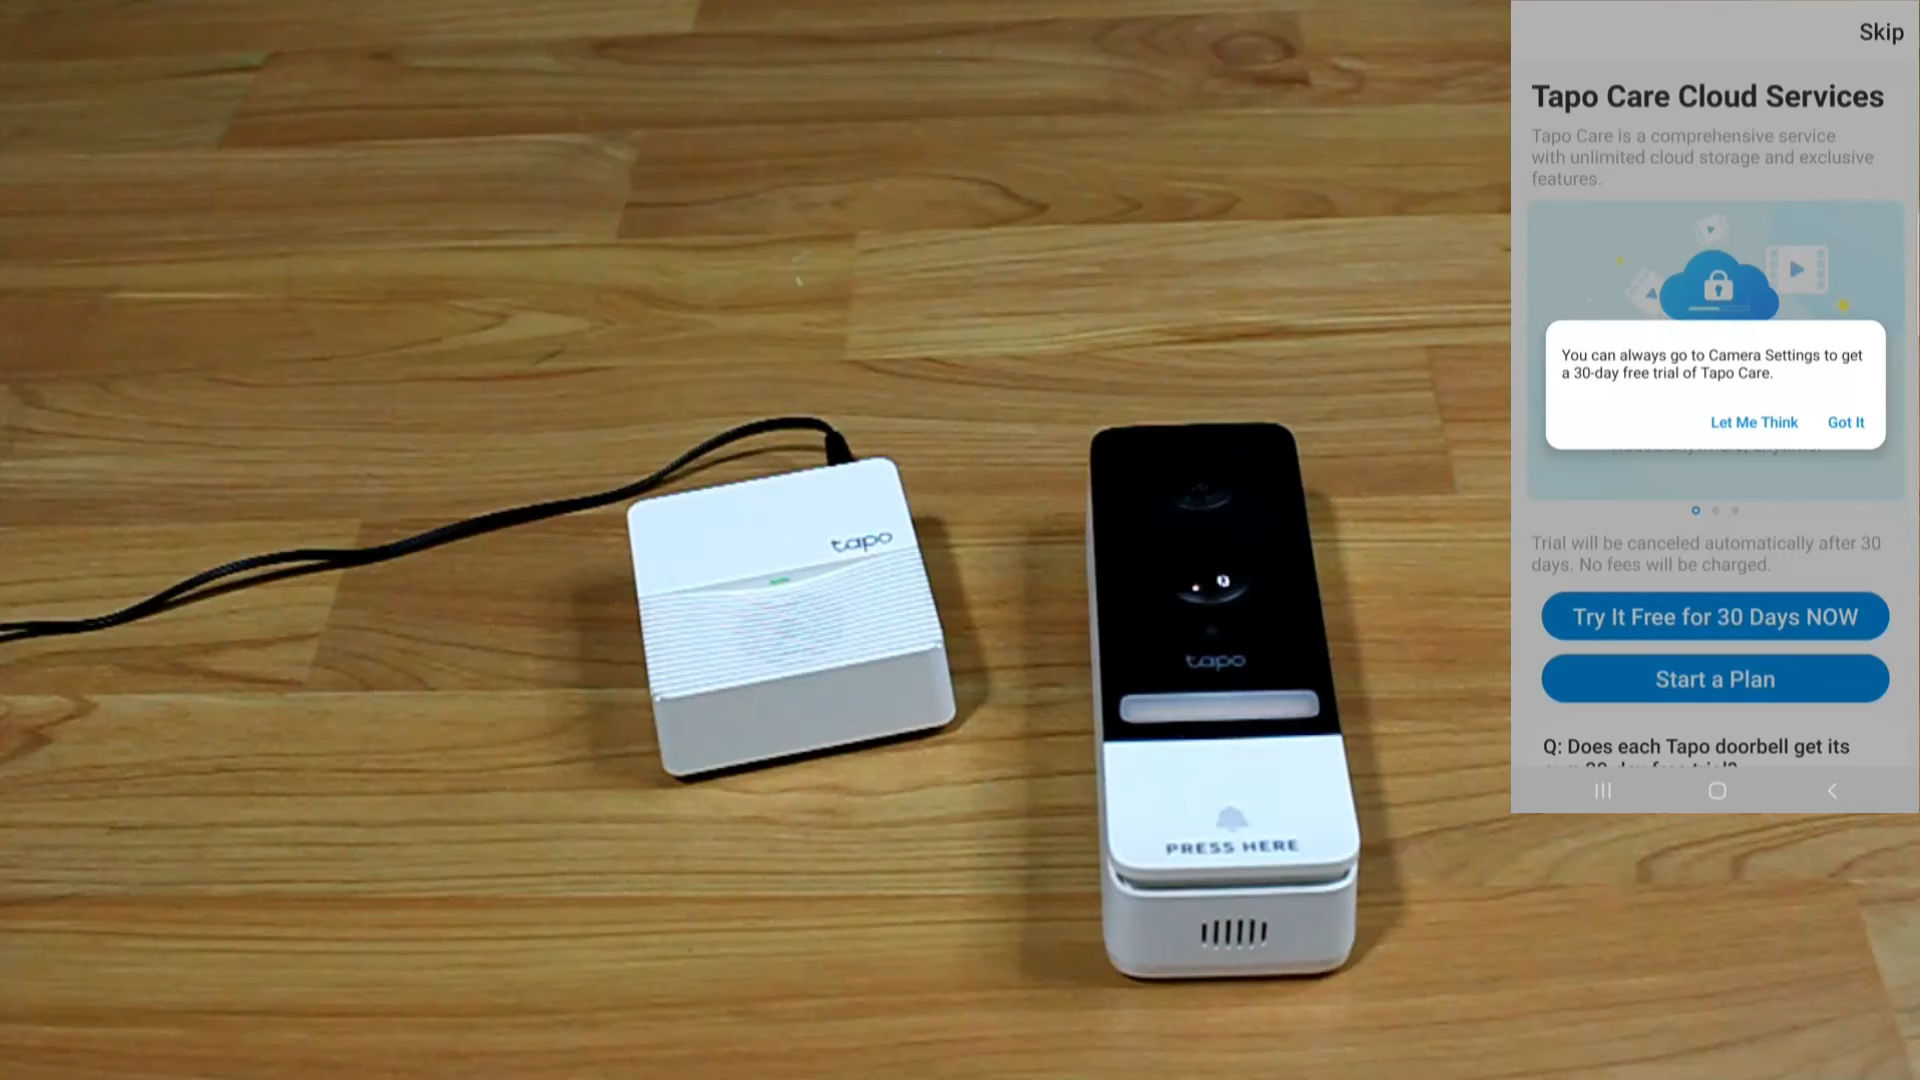 Skip
Tapo Care Cloud Services
Tapo Care is a comprehensive service
with unlimited cloud storage and exclusive
features.
You can always go to Camera Settings to get
a 30-day free trial of Tapo Care.
Let Me Think Got It
Trial will be canceled automatically after 30
days. No fees will be charged.
Try It Free for 30 Days NOW
Start a Plan
Q: Does each Tapo doorbell get its
tapo
tapo
PRESS HERE